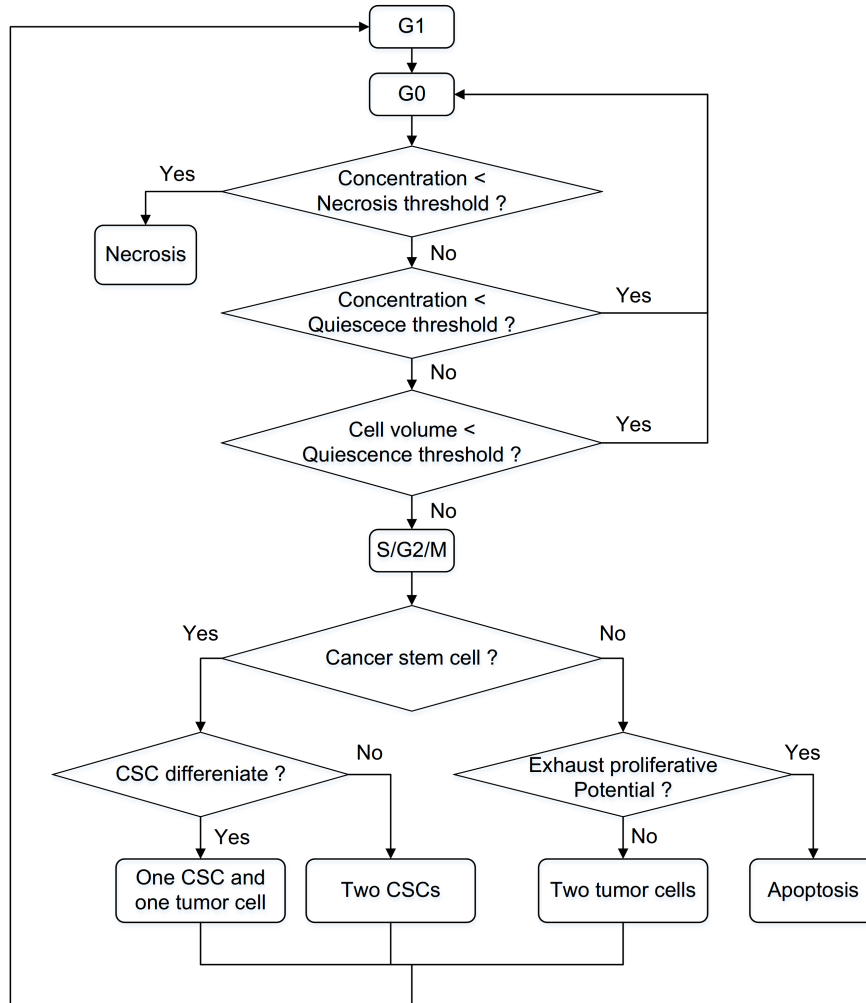 G1
G0
Yes
Concentration <
Necrosis threshold ?
Necrosis
No
Concentration <
Quiescece threshold ?
Yes
No
Cell volume <
Quiescence threshold ?
Yes
No
S/G2/M
Yes
Cancer stem cell ?
No
CSC differeniate ?
No
Exhaust proliferative
Potential ?
Yes
Yes
No
One CSC and
one tumor cell
Two CSCs
Two tumor cells
Apoptosis